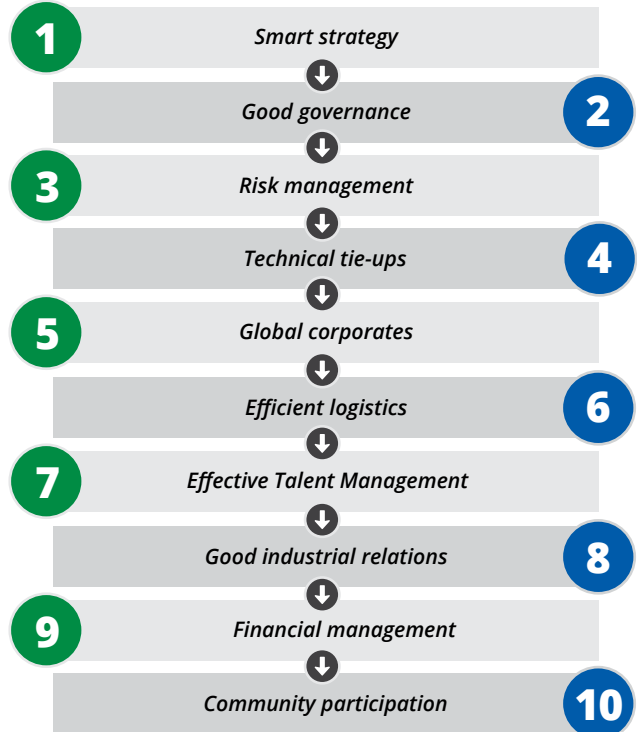 1
Smart strategy
Good governance
2
3
Risk management
Technical tie-ups
4
5
Global corporates
Efficient logistics
6
7
Effective Talent Management
Good industrial relations
8
9
Financial management
Community participation
10